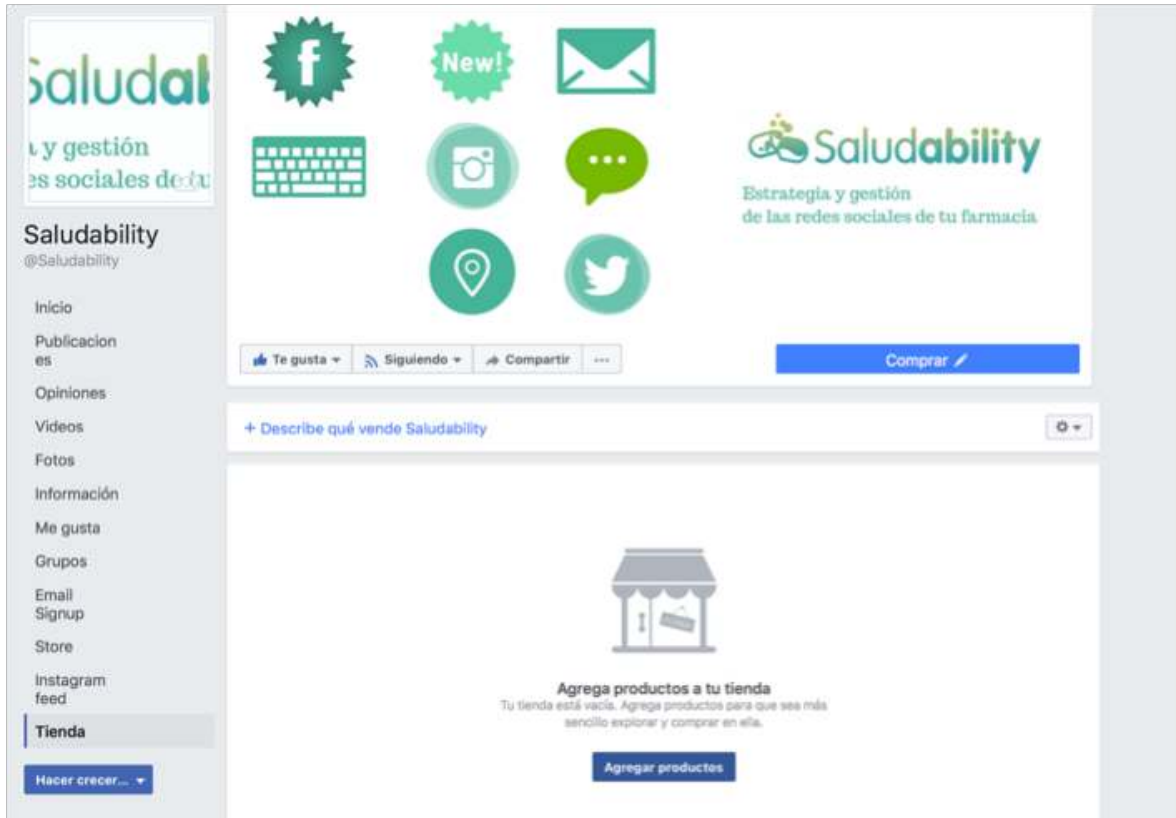 Saludab
a y gestión
es sociales de tu
Saludability
@Saludability
Inicio
Publicacion
es
Opiniones
Videos
Fotos
Información
Me gusta
Grupos
Email
Signup
Store
Instagram
feed
Tienda
Hacer crecer...
f
New!
Saludability
Estrategia y gestión
de las redes sociales de tu farmacia
Te gusta
Siguiendo
Compartir
...
Comprar
+ Describe qué vende Saludability
Agrega productos a tu tienda
Tu tienda está vacía. Agrega productos para que sea más
sencillo explorar y comprar en ella.
Agregar productos